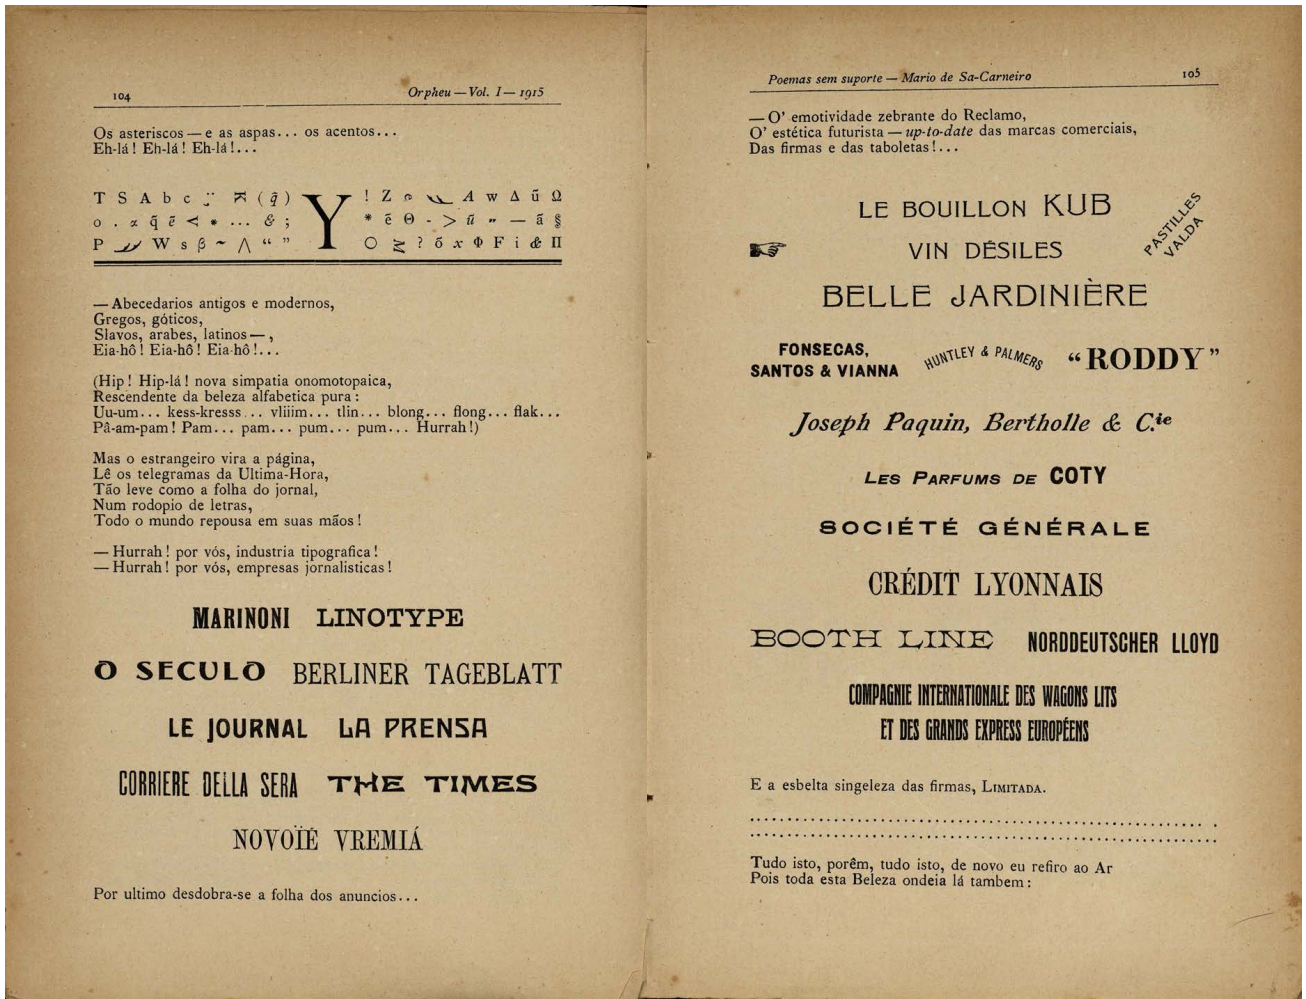 104
Orpheu — Vol. I — 1915
Os asteriscos — e as aspas... os acentos...
Eh-lá! Eh-lá! Eh-lá!...
T S A b c
Y
! Z
A w Δ ű Ω
o .
* ẽ Θ - > ű „ — ã §
P
W s β ~ ⋀ “ ”
O ⋧ ? õ x Φ F i & Π
— Abecedarios antigos e modernos,
Gregos, góticos,
Slavos, arabes, latinos —,
Eia-hô! Eia-hô! Eia-hô!...
(Hip! Hip-lá! nova simpatia onomotopaica,
Rescendente da beleza alfabetica pura:
Uu-um... kess-kresss... vliiim... tlin... blong... flong... flak...
Pâ-am-pam! Pam... pam... pum... pum... Hurrah!)
Mas o estrangeiro vira a página,
Lê os telegramas da Ultima-Hora,
Tão leve como a folha do jornal,
Num rodopio de letras,
Todo o mundo repousa em suas mãos!
— Hurrah! por vós, industria tipografica!
— Hurrah! por vós, empresas jornalisticas!
MARINONI LINOTYPE
O SECULO BERLINER TAGEBLATT
LE JOURNAL LA PRENSA
CORRIERE DELLA SERA THE TIMES
NOVOÏÉ VREMIÁ
Por ultimo desdobra-se a folha dos anuncios...
Poemas sem suporte — Mario de Sa-Carneiro
105
— O' emotividade zebrante do Reclamo,
O' estética futurista — up-to-date das marcas comerciais,
Das firmas e das taboletas!...
LE BOUILLON KUB
PASTILLES
VALDA
VIN DÉSILES
BELLE JARDINIÈRE
FONSECAS,
SANTOS & VIANNA
HUNTLEY & PALMERS
“RODDY”
Joseph Paquin, Bertholle & C.ie
LES PARFUMS DE COTY
SOCIÉTÉ GÉNÉRALE
CRÉDIT LYONNAIS
BOOTH LINE NORDDEUTSCHER LLOYD
COMPAGNIE INTERNATIONALE DES WAGONS LITS
ET DES GRANDS EXPRESS EUROPÉENS
E a esbelta singeleza das firmas, LIMITADA.
Tudo isto, porêm, tudo isto, de novo eu refiro ao Ar
Pois toda esta Beleza ondeia lá tambem: